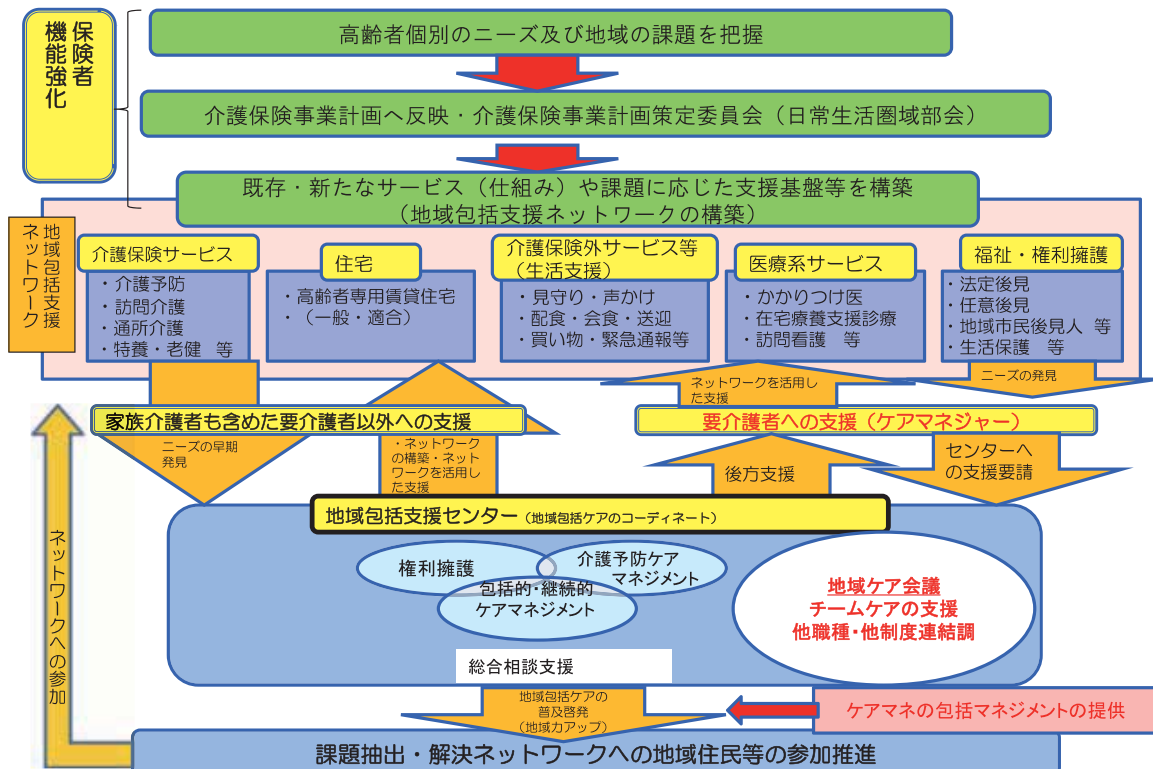 保険者
機能強化
高齢者個別のニーズ及び地域の課題を把握
介護保険事業計画へ反映・介護保険事業計画策定委員会（日常生活圏域部会）
既存・新たなサービス（仕組み）や課題に応じた支援基盤等を構築
（地域包括支援ネットワークの構築）
地域包括支援
ネットワーク
介護保険サービス
・介護予防
・訪問介護
・通所介護
・特養・老健　等
住宅
・高齢者専用賃貸住宅
・（一般・適合）
介護保険外サービス等
（生活支援）
・見守り・声かけ
・配食・会食・送迎
・買い物・緊急通報等
医療系サービス
・かかりつけ医
・在宅療養支援診療
・訪問看護　等
福祉・権利擁護
・法定後見
・任意後見
・地域市民後見人　等
・生活保護　等
ネットワークを活用し
た支援
ニーズの発見
家族介護者も含めた要介護者以外への支援
要介護者への支援（ケアマネジャー）
ニーズの早期
発見
・ネットワーク
の構築・ネッ
トワークを活用し
た支援
後方支援
センターへ
の支援要請
地域包括支援センター（地域包括ケアのコーディネート）
権利擁護
介護予防ケア
マネジメント
包括的・継続的
ケアマネジメント
地域ケア会議
チームケアの支援
他職種・他制度連結調
総合相談支援
ネットワークへの参加
地域包括ケアの
普及啓発
（地域力アップ）
ケアマネの包括マネジメントの提供
課題抽出・解決ネットワークへの地域住民等の参加推進